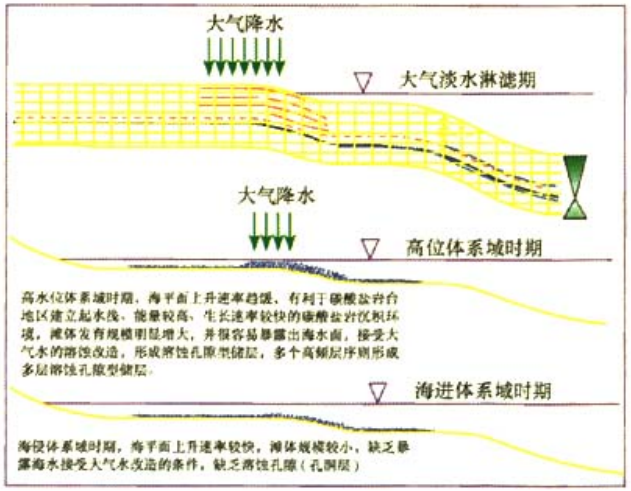 大气降水
大气淡水淋滤期
大气降水
高位体系域时期
高水位体系域时期，海平面上升速率趋缓，有利于碳酸盐岩台
地区建立起水浅、能量较高、生长速率较快的碳酸盐岩沉积环
境，滩体发育规模明显增大，并很容易暴露出海水面，接受大
气水的溶蚀改造，形成溶蚀孔隙型储层，多个高频层序则形成
多层溶蚀孔隙型储层。
海进体系域时期
海侵体系域时期，海平面上升速率较快，滩体规模较小，缺乏暴
露海水接受大气水改造的条件，缺乏溶蚀孔隙（孔洞层）